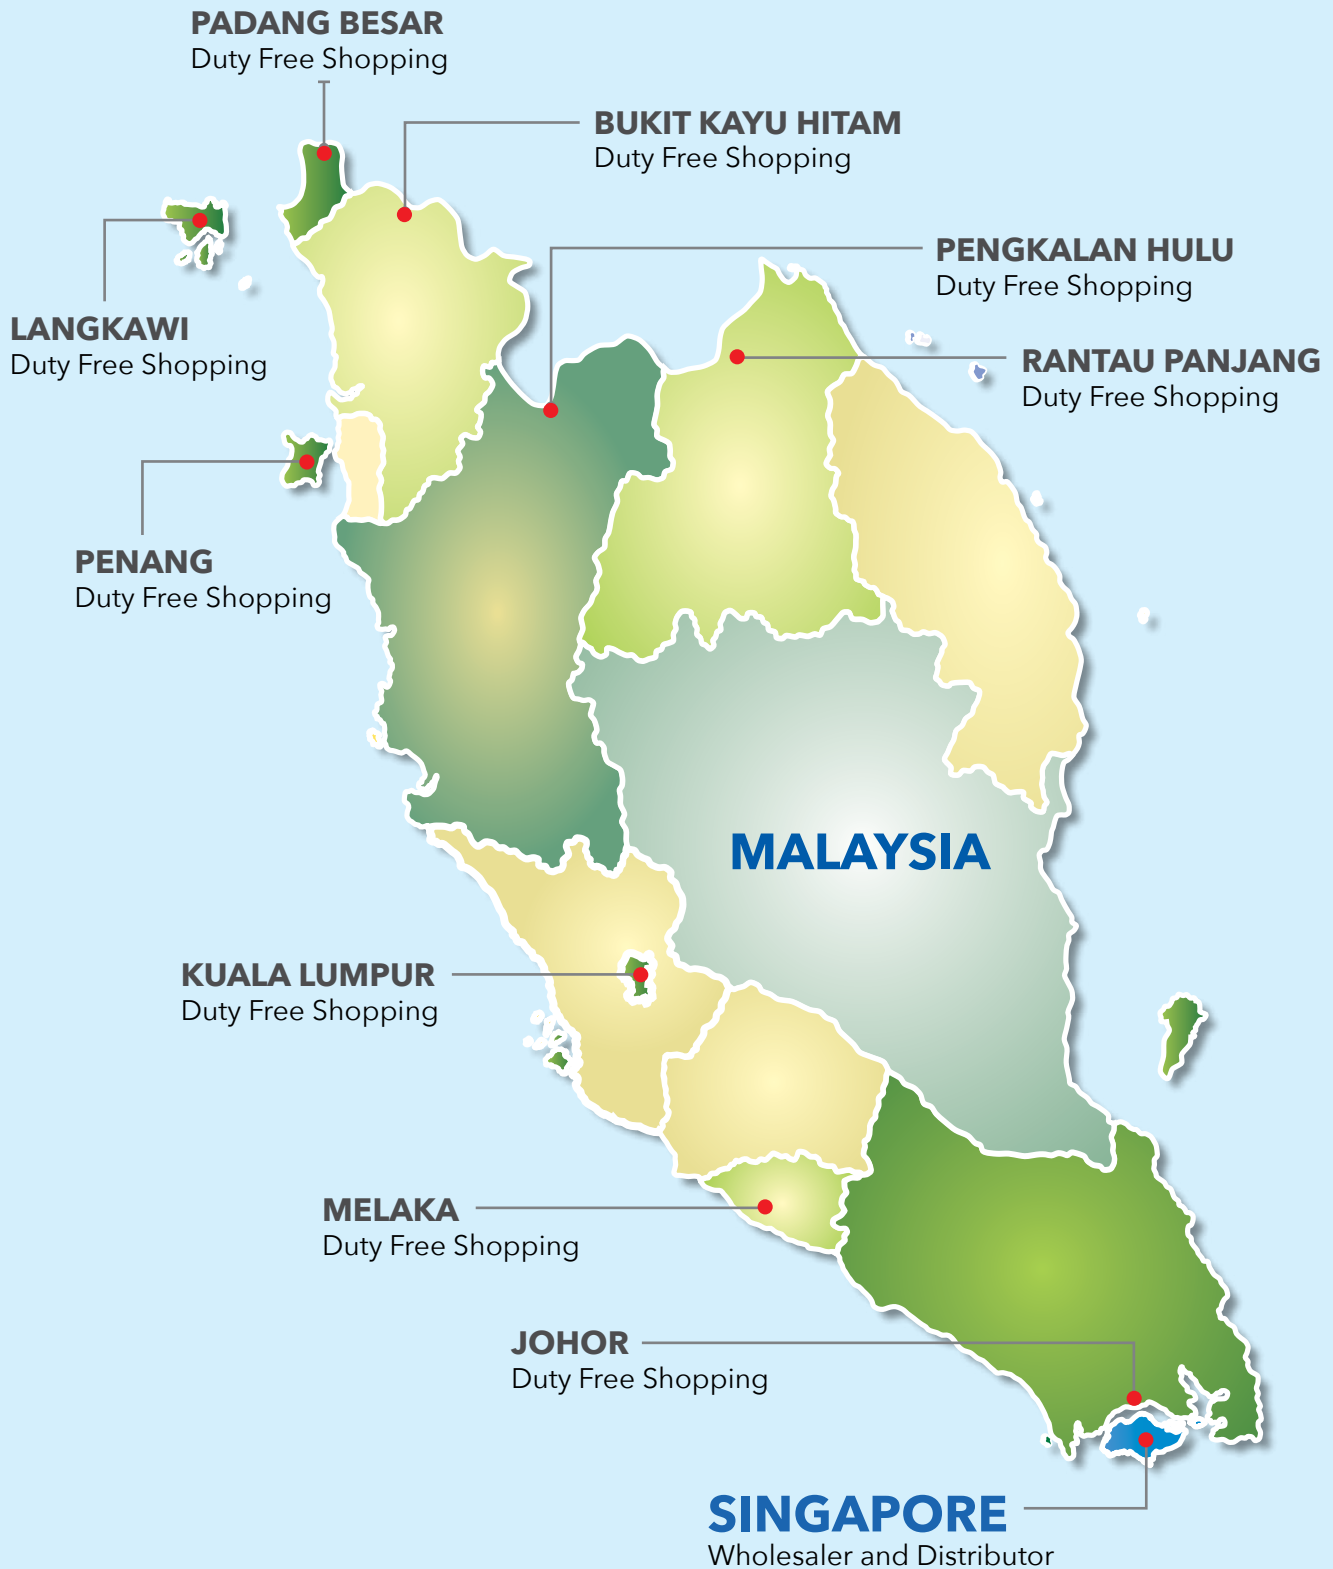 PADANG BESAR
Duty Free Shopping
BUKIT KAYU HITAM
Duty Free Shopping
PENGKALAN HULU
Duty Free Shopping
LANGKAWI
Duty Free Shopping
RANTAU PANJANG
Duty Free Shopping
PENANG
Duty Free Shopping
MALAYSIA
KUALA LUMPUR
Duty Free Shopping
MELAKA
Duty Free Shopping
JOHOR
Duty Free Shopping
SINGAPORE
Wholesaler and Distributor